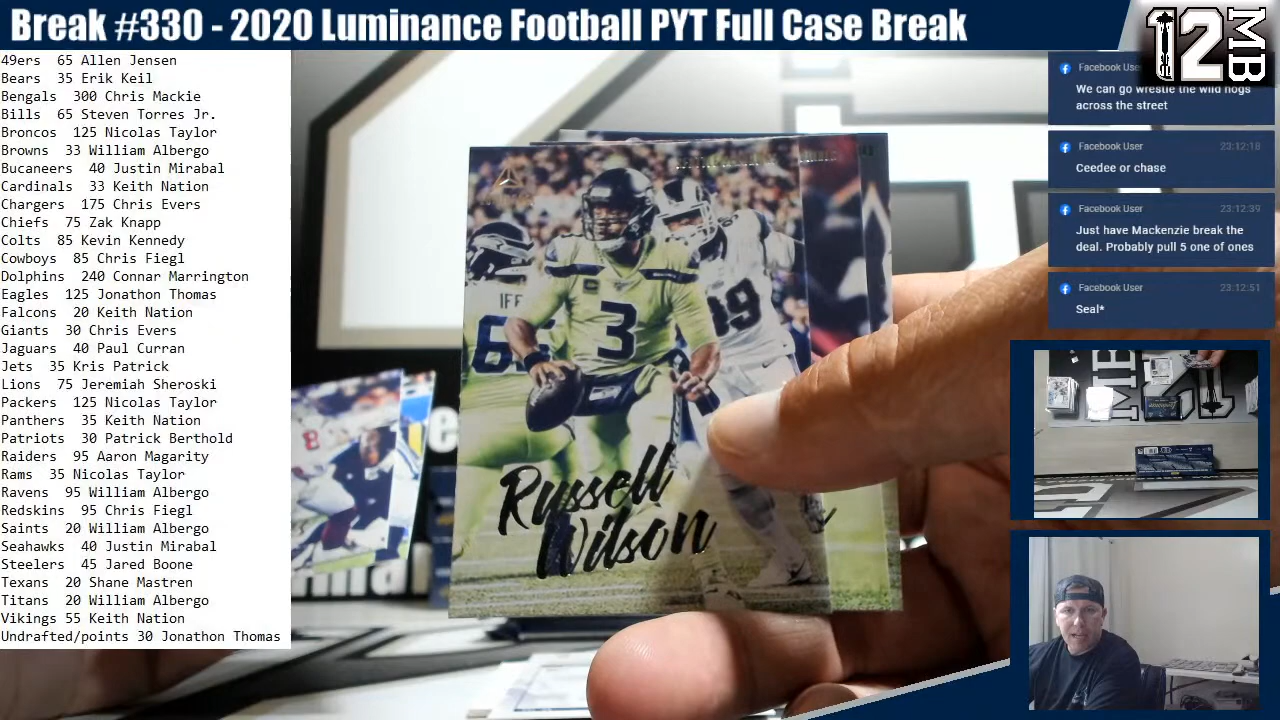 Break #330 - 2020 Luminance Football PYT Full Case Break
12
MB
49ers 65 Allen Jensen
Bears 35 Erik Keil
Bengals 300 Chris Mackie
Bills 65 Steven Torres Jr.
Broncos 125 Nicolas Taylor
Browns 33 William Albergo
Bucaneers 40 Justin Mirabal
Cardinals 33 Keith Nation
Chargers 175 Chris Evers
Chiefs 75 Zak Knapp
Colts 85 Kevin Kennedy
Cowboys 85 Chris Fiegl
Dolphins 240 Connar Marrington
Eagles 125 Jonathon Thomas
Falcons 20 Keith Nation
Giants 30 Chris Evers
Jaguars 40 Paul Curran
Jets 35 Kris Patrick
Lions 75 Jeremiah Sheroski
Packers 125 Nicolas Taylor
Panthers 35 Keith Nation
Patriots 30 Patrick Berthold
Raiders 95 Aaron Magarity
Rams 35 Nicolas Taylor
Ravens 95 William Albergo
Redskins 95 Chris Fiegl
Saints 20 William Albergo
Seahawks 40 Justin Mirabal
Steelers 45 Jared Boone
Texans 20 Shane Mastren
Titans 20 William Albergo
Vikings 55 Keith Nation
Undrafted/points 30 Jonathon Thomas
3
Russell
Wilson
Facebook Use
We can go wrestle the wild hogs
across the street
Facebook User 23:12:18
Ceedee or chase
Facebook User 23:12:39
Just have Mackenzie break the
deal. Probably pull 5 one of ones
Facebook User 23:12:51
Seal*